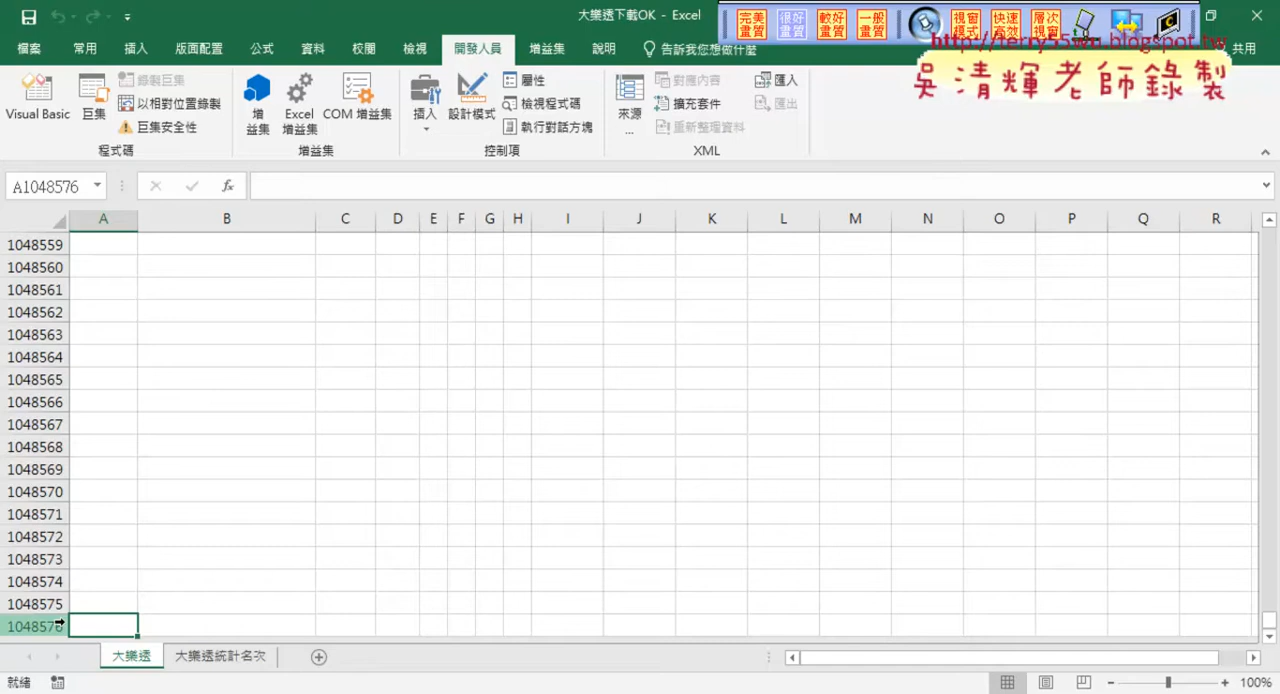 大樂透下載OK - Excel
完美畫質 很好畫質 較好畫質 一般畫質 視窗模式 快速高效 層次視窗
檔案 常用 插入 版面配置 公式 資料 校閱 檢視 開發人員 增益集 說明 告訴我您想做什麼 共用
http://terry55wu.blogspot.tw
吳清輝老師錄製
Visual Basic 巨集 錄製巨集 以相對位置錄製 巨集安全性
增益集 Excel 增益集 COM 增益集
插入 設計模式 屬性 檢視程式碼 執行對話方塊
來源 ... 對應內容 擴充套件 重新整理資料 匯入 匯出
程式碼 增益集 控制項 XML
A1048576 fx
A B C D E F G H I J K L M N O P Q R
1048559
1048560
1048561
1048562
1048563
1048564
1048565
1048566
1048567
1048568
1048569
1048570
1048571
1048572
1048573
1048574
1048575
1048576
大樂透 大樂透統計名次
就緒 100%